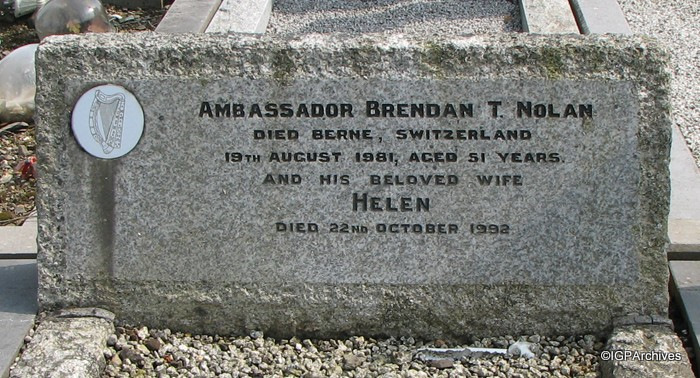 AMBASSADOR BRENDAN T. NOLAN
DIED BERNE, SWITZERLAND
19TH AUGUST 1981, AGED 51 YEARS.
AND HIS BELOVED WIFE
HELEN
DIED 22ND OCTOBER 1992
©IGPArchives